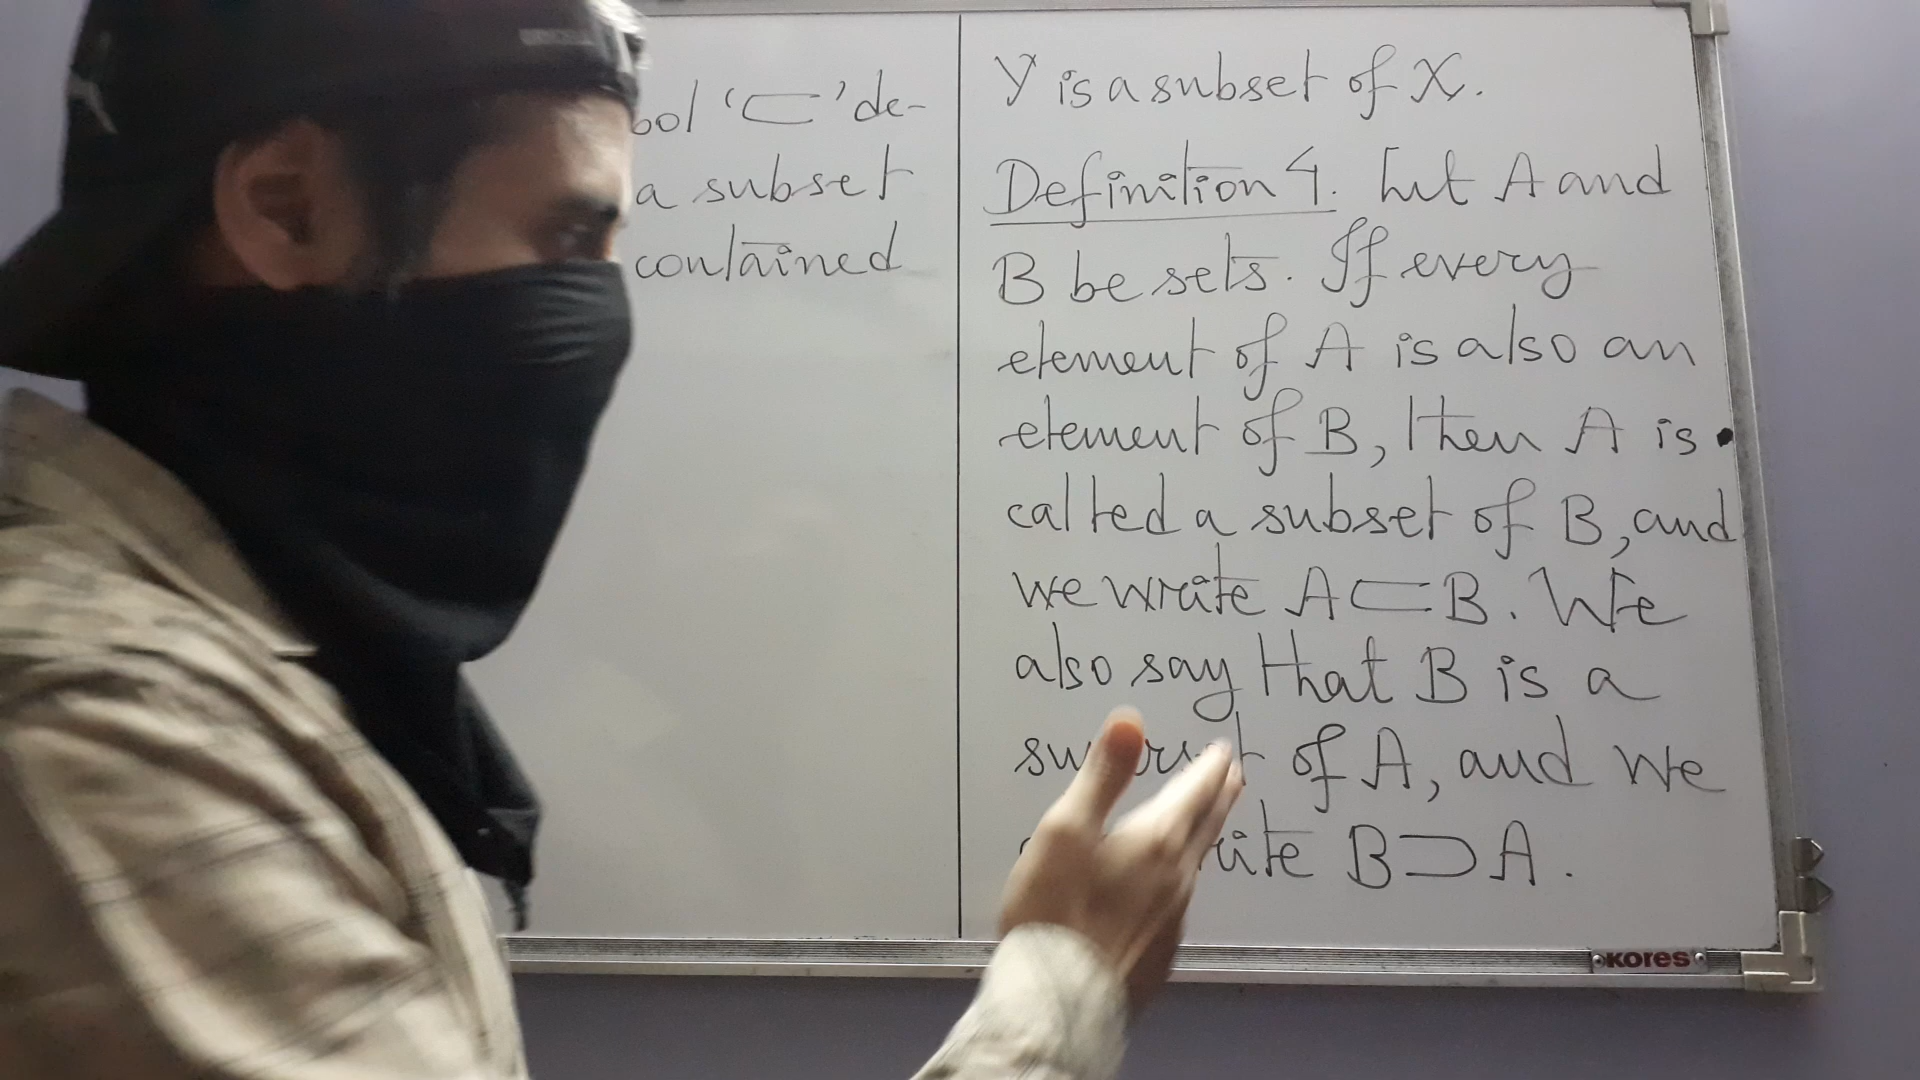 bol ‘⊂’ de-
a subset
contained
Y is a subset of X.
Definition 4. Let A and
B be sets. If every
element of A is also an
element of B, then A is
called a subset of B, and
we write A⊂B. We
also say that B is a
of A, and we
B⊃A.
KORES